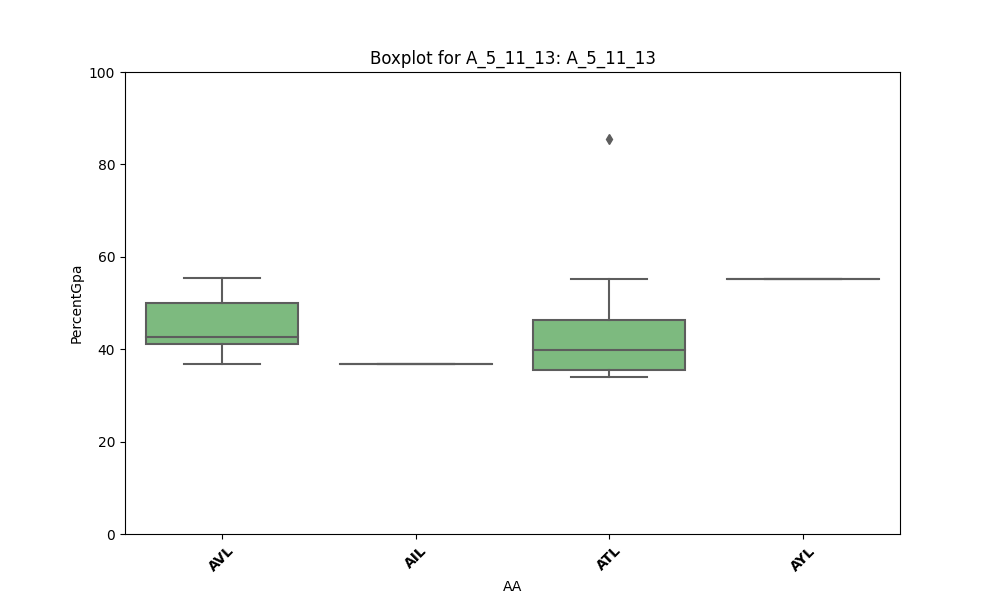 Boxplot for A_5_11_13: A_5_11_13
100
80
60
40
20
0
PercentGpa
AVL
AIL
ATL
AYL
AA